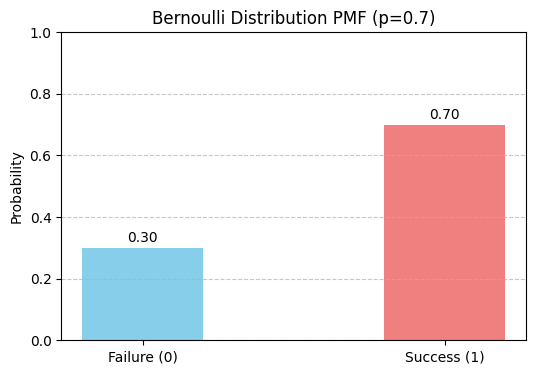 Bernoulli Distribution PMF (p=0.7)
Probability
1.0
0.8
0.6
0.4
0.2
0.0
0.30
0.70
Failure (0)
Success (1)